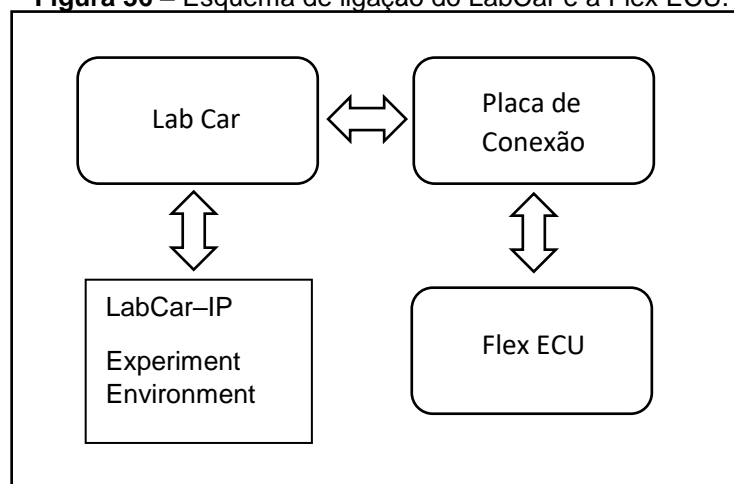 Figura 36 – Esquema de ligação do LabCar e a Flex ECU.
Lab Car
Placa de
Conexão
LabCar–IP
Experiment
Environment
Flex ECU